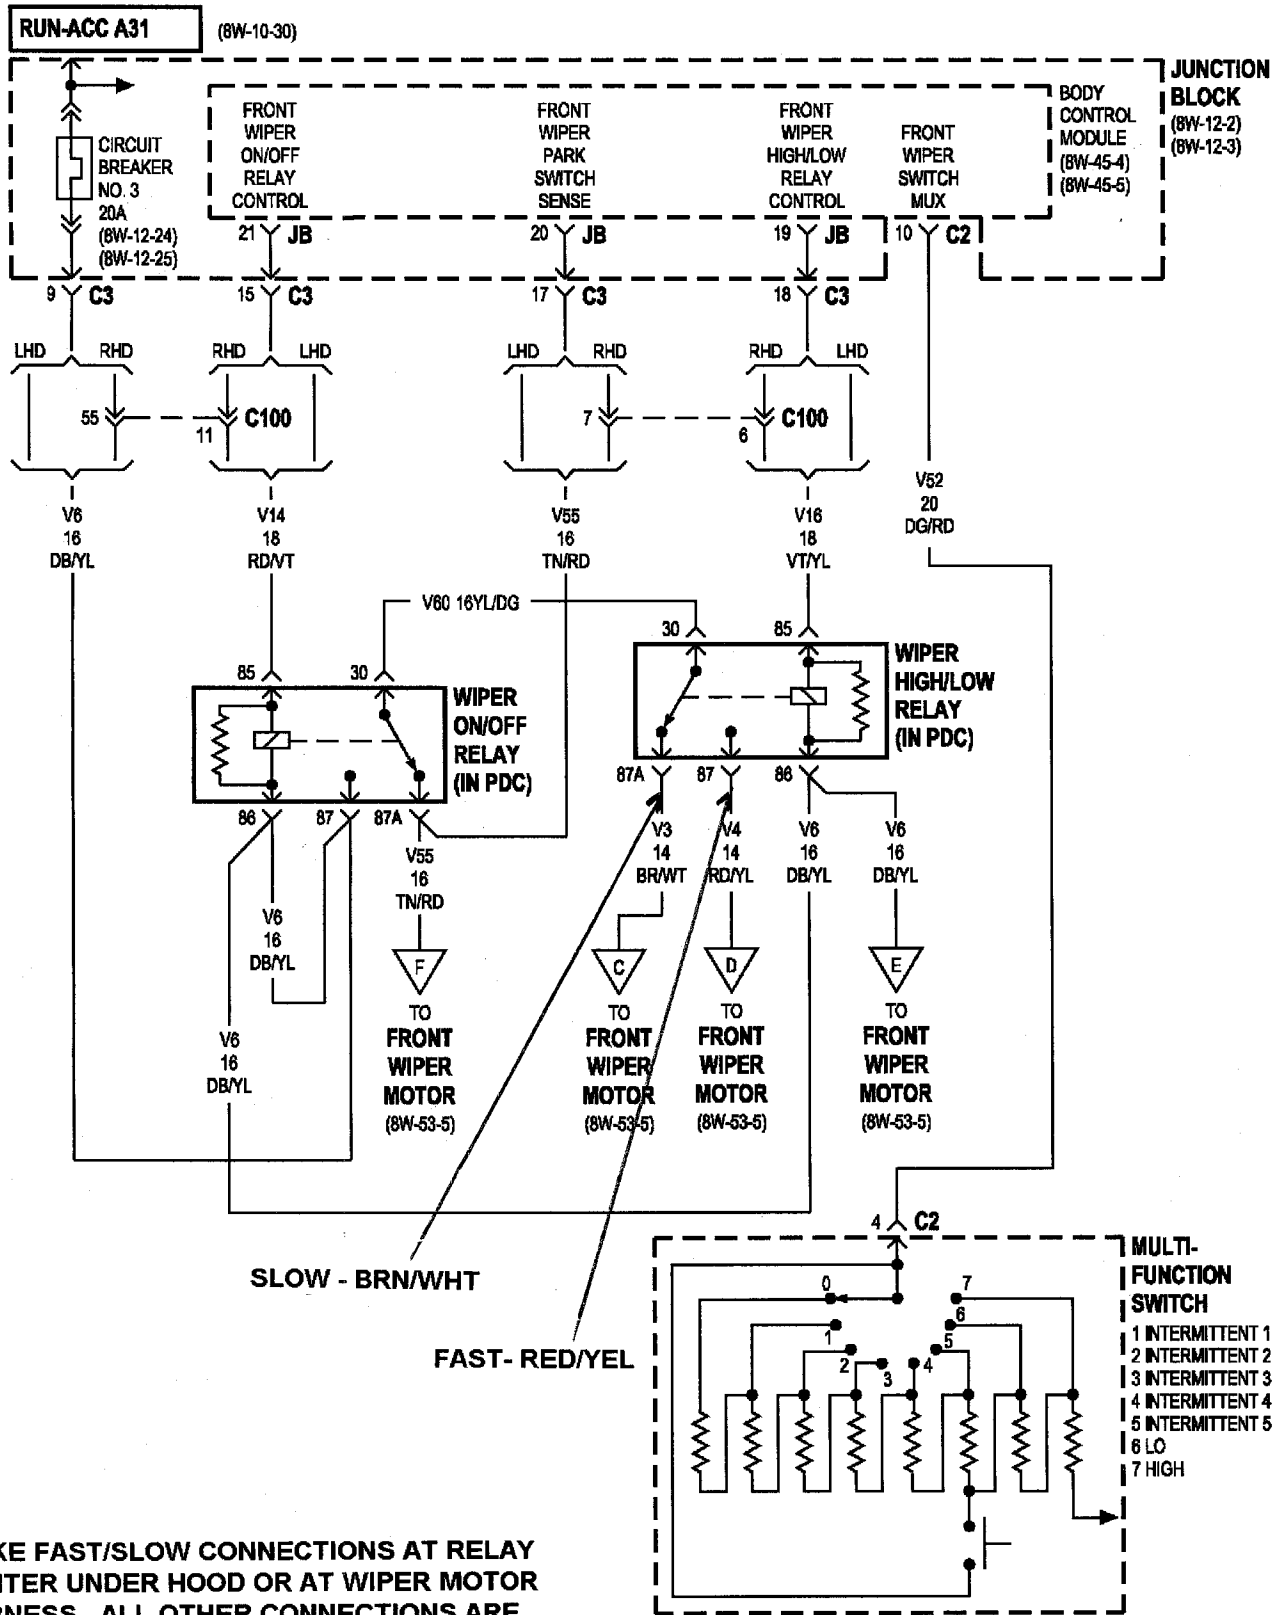 RUN-ACC A31
(8W-10-30)
JUNCTION
BLOCK
(8W-12-2)
(8W-12-3)
BODY
CONTROL
MODULE
(8W-45-4)
(8W-45-5)
CIRCUIT
BREAKER
NO. 3
20A
(8W-12-24)
(8W-12-25)
FRONT
WIPER
ON/OFF
RELAY
CONTROL
FRONT
WIPER
PARK
SWITCH
SENSE
FRONT
WIPER
HIGH/LOW
RELAY
CONTROL
FRONT
WIPER
SWITCH
MUX
21 JB
20 JB
19 JB
10 C2
9 C3
15 C3
17 C3
18 C3
LHD RHD
RHD LHD
LHD RHD
RHD LHD
55
11
C100
7
6
C100
V6
16
DB/YL
V14
18
RD/VT
V55
16
TN/RD
V16
18
VT/YL
V52
20
DG/RD
V60 16YL/DG
85
30
WIPER
ON/OFF
RELAY
(IN PDC)
86
87
87A
30
85
WIPER
HIGH/LOW
RELAY
(IN PDC)
87A
87
86
V55
16
TN/RD
V3
14
BR/WT
V4
14
RD/YL
V6
16
DB/YL
V6
16
DB/YL
V6
16
DB/YL
V6
16
DB/YL
F
TO
FRONT
WIPER
MOTOR
(8W-53-5)
C
TO
FRONT
WIPER
MOTOR
(8W-53-5)
D
TO
FRONT
WIPER
MOTOR
(8W-53-5)
E
TO
FRONT
WIPER
MOTOR
(8W-53-5)
SLOW - BRN/WHT
FAST- RED/YEL
4 C2
MULTI-
FUNCTION
SWITCH
1 INTERMITTENT 1
2 INTERMITTENT 2
3 INTERMITTENT 3
4 INTERMITTENT 4
5 INTERMITTENT 5
6 LO
7 HIGH
0
1
2
3
4
5
6
7
KE FAST/SLOW CONNECTIONS AT RELAY
NTER UNDER HOOD OR AT WIPER MOTOR
RNESS. ALL OTHER CONNECTIONS ARE